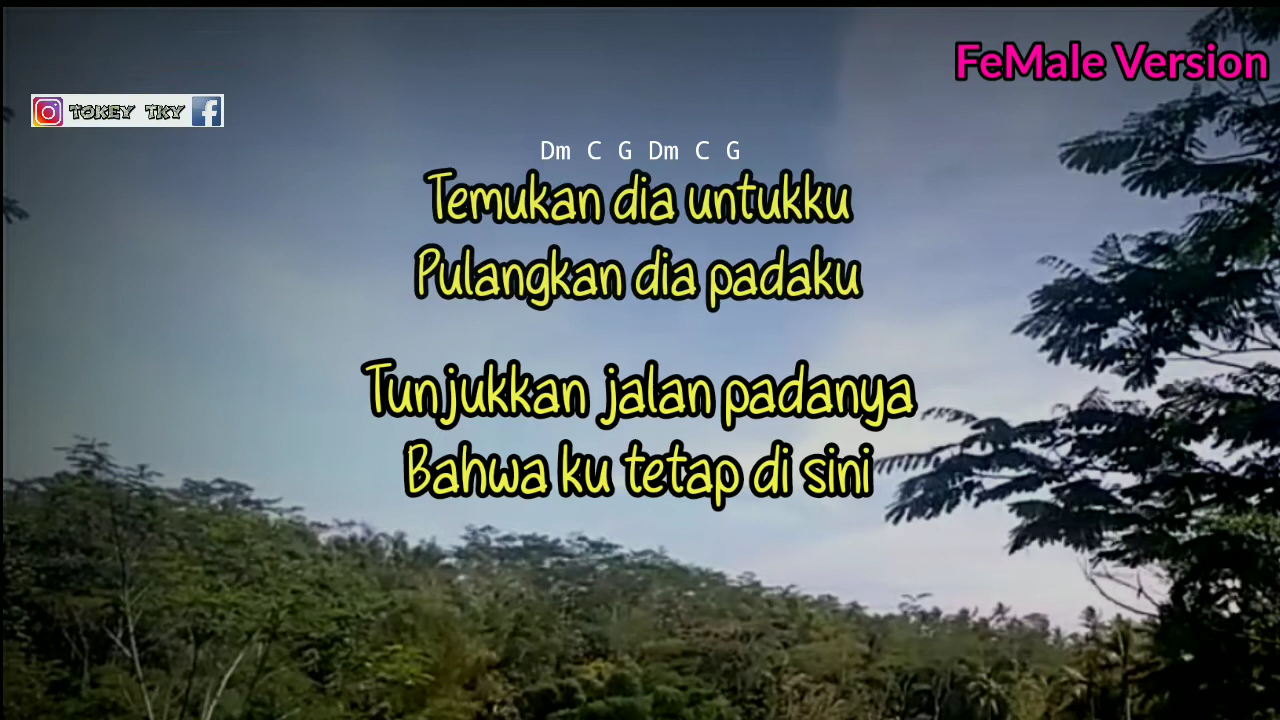 FeMale Version
TOKEY TKY
Dm C G Dm C G
Temukan dia untukku
Pulangkan dia padaku
Tunjukkan jalan padanya
Bahwa ku tetap di sini